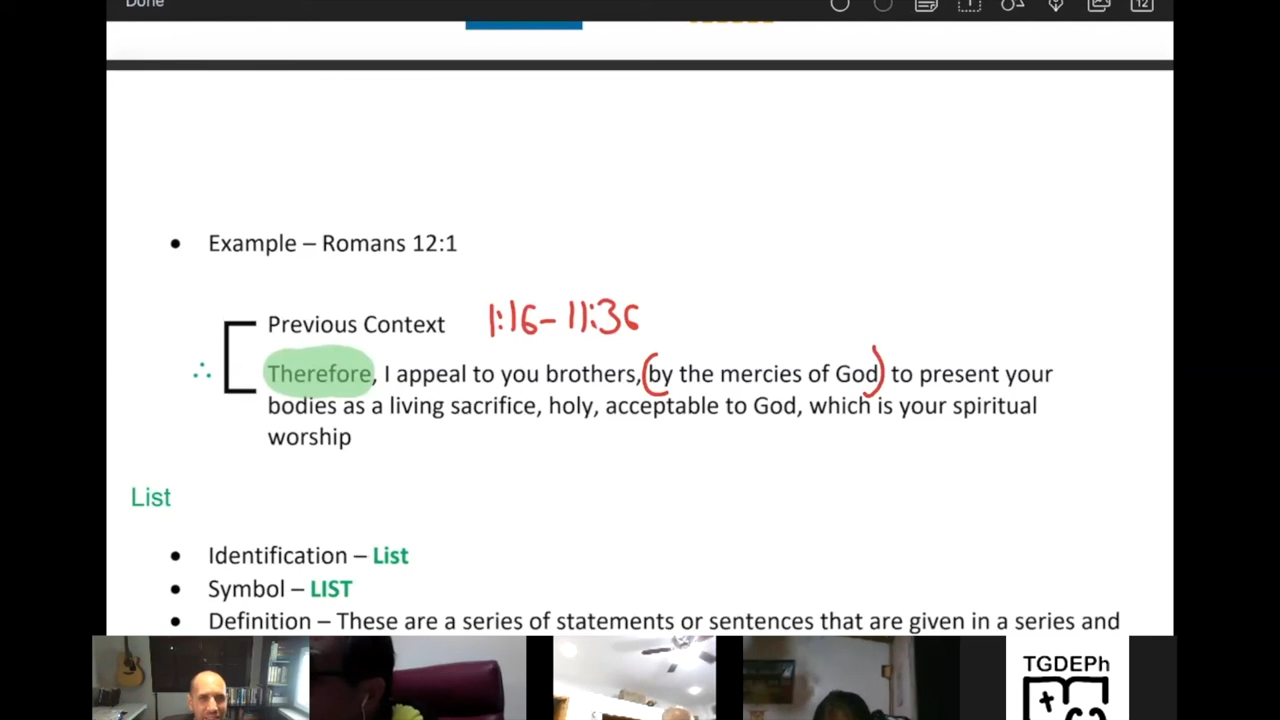 Done
12
• Example – Romans 12:1
Previous Context 1:16-11:36
∴ Therefore, I appeal to you brothers, (by the mercies of God) to present your
bodies as a living sacrifice, holy, acceptable to God, which is your spiritual
worship
List
• Identification – List
• Symbol – LIST
• Definition – These are a series of statements or sentences that are given in a series and
TGDEPh